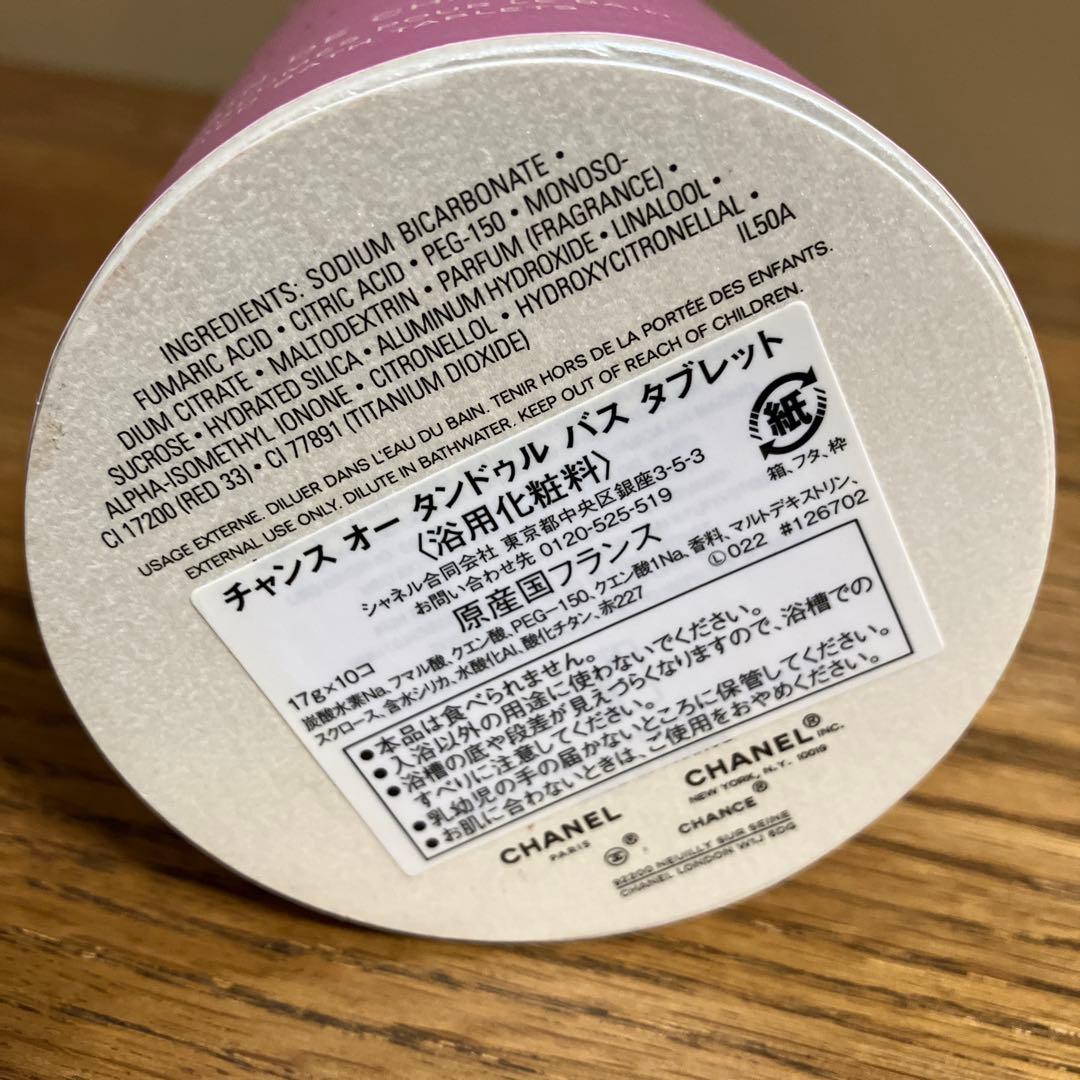 BATH TABLETS
INGREDIENTS: SODIUM BICARBONATE •
FUMARIC ACID • CITRIC ACID • PEG-150 • MONOSO-
DIUM CITRATE • MALTODEXTRIN • PARFUM (FRAGRANCE) •
SUCROSE • HYDRATED SILICA • ALUMINUM HYDROXIDE • LINALOOL •
ALPHA-ISOMETHYL IONONE • CITRONELLOL • HYDROXYCITRONELLAL •
CI 17200 (RED 33) • CI 77891 (TITANIUM DIOXIDE)
IL50A
USAGE EXTERNE. DILUER DANS L'EAU DU BAIN. TENIR HORS DE LA PORTÉE DES ENFANTS.
EXTERNAL USE ONLY. DILUTE IN BATHWATER. KEEP OUT OF REACH OF CHILDREN.
チャンス オー タンドゥル バス タブレット
〈浴用化粧料〉
紙
箱、フタ、枠
シャネル合同会社 東京都中央区銀座3-5-3
お問い合わせ先 0120-525-519
原産国フランス
17g×10コ
Ⓛ022 #126702
炭酸水素Na、フマル酸、クエン酸、PEG-150、クエン酸1Na、香料、マルトデキストリン、
スクロース、含水シリカ、水酸化Al、酸化チタン、赤227
●本品は食べられません。
●入浴以外の用途に使わないでください。
●浴槽の底や段差が見えづらくなりますので、浴槽での
すべりに注意してください。
●乳幼児の手の届かないところに保管してください。
お肌に合わないときは、ご使用をおやめください。
CHANEL
PARIS
CHANEL® INC.
NEW YORK, N.Y. 10019
CHANCE®
92200 NEUILLY SUR SEINE
CHANEL LONDON W1J 6DG